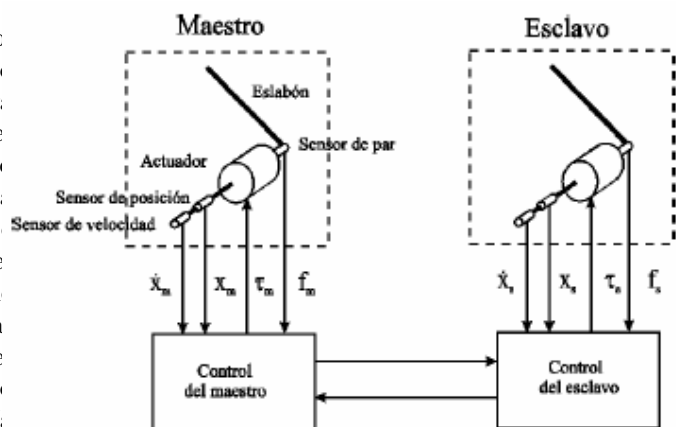 Maestro
Esclavo
Eslabón
Sensor de par
Actuador
Sensor de posición
Sensor de velocidad
ẋm xm τm fm
ẋs xs τs fs
Control
del maestro
Control
del esclavo